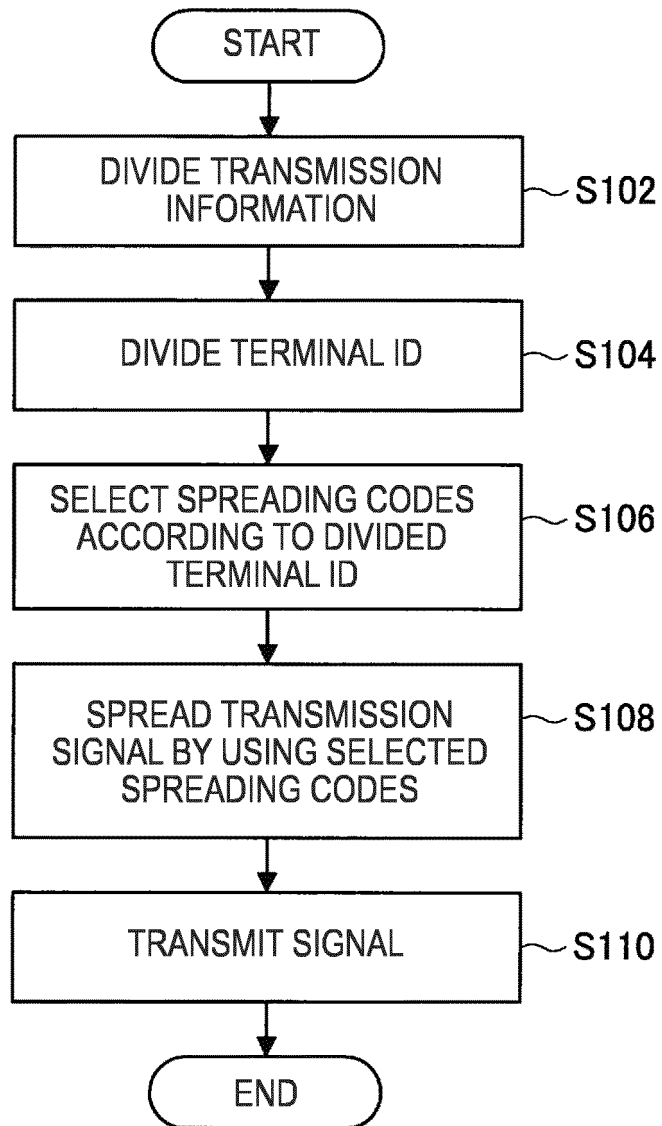 START
DIVIDE TRANSMISSION
INFORMATION
S102
DIVIDE TERMINAL ID
S104
SELECT SPREADING CODES
ACCORDING TO DIVIDED
TERMINAL ID
S106
SPREAD TRANSMISSION
SIGNAL BY USING SELECTED
SPREADING CODES
S108
TRANSMIT SIGNAL
S110
END